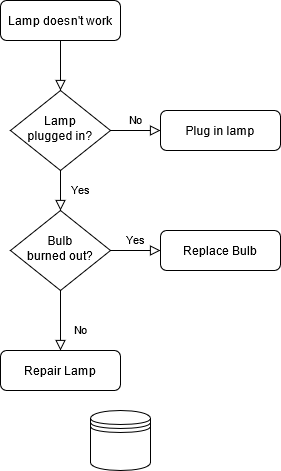 Lamp doesn't work
Lamp
plugged in?
No
Plug in lamp
Yes
Bulb
burned out?
Yes
Replace Bulb
No
Repair Lamp